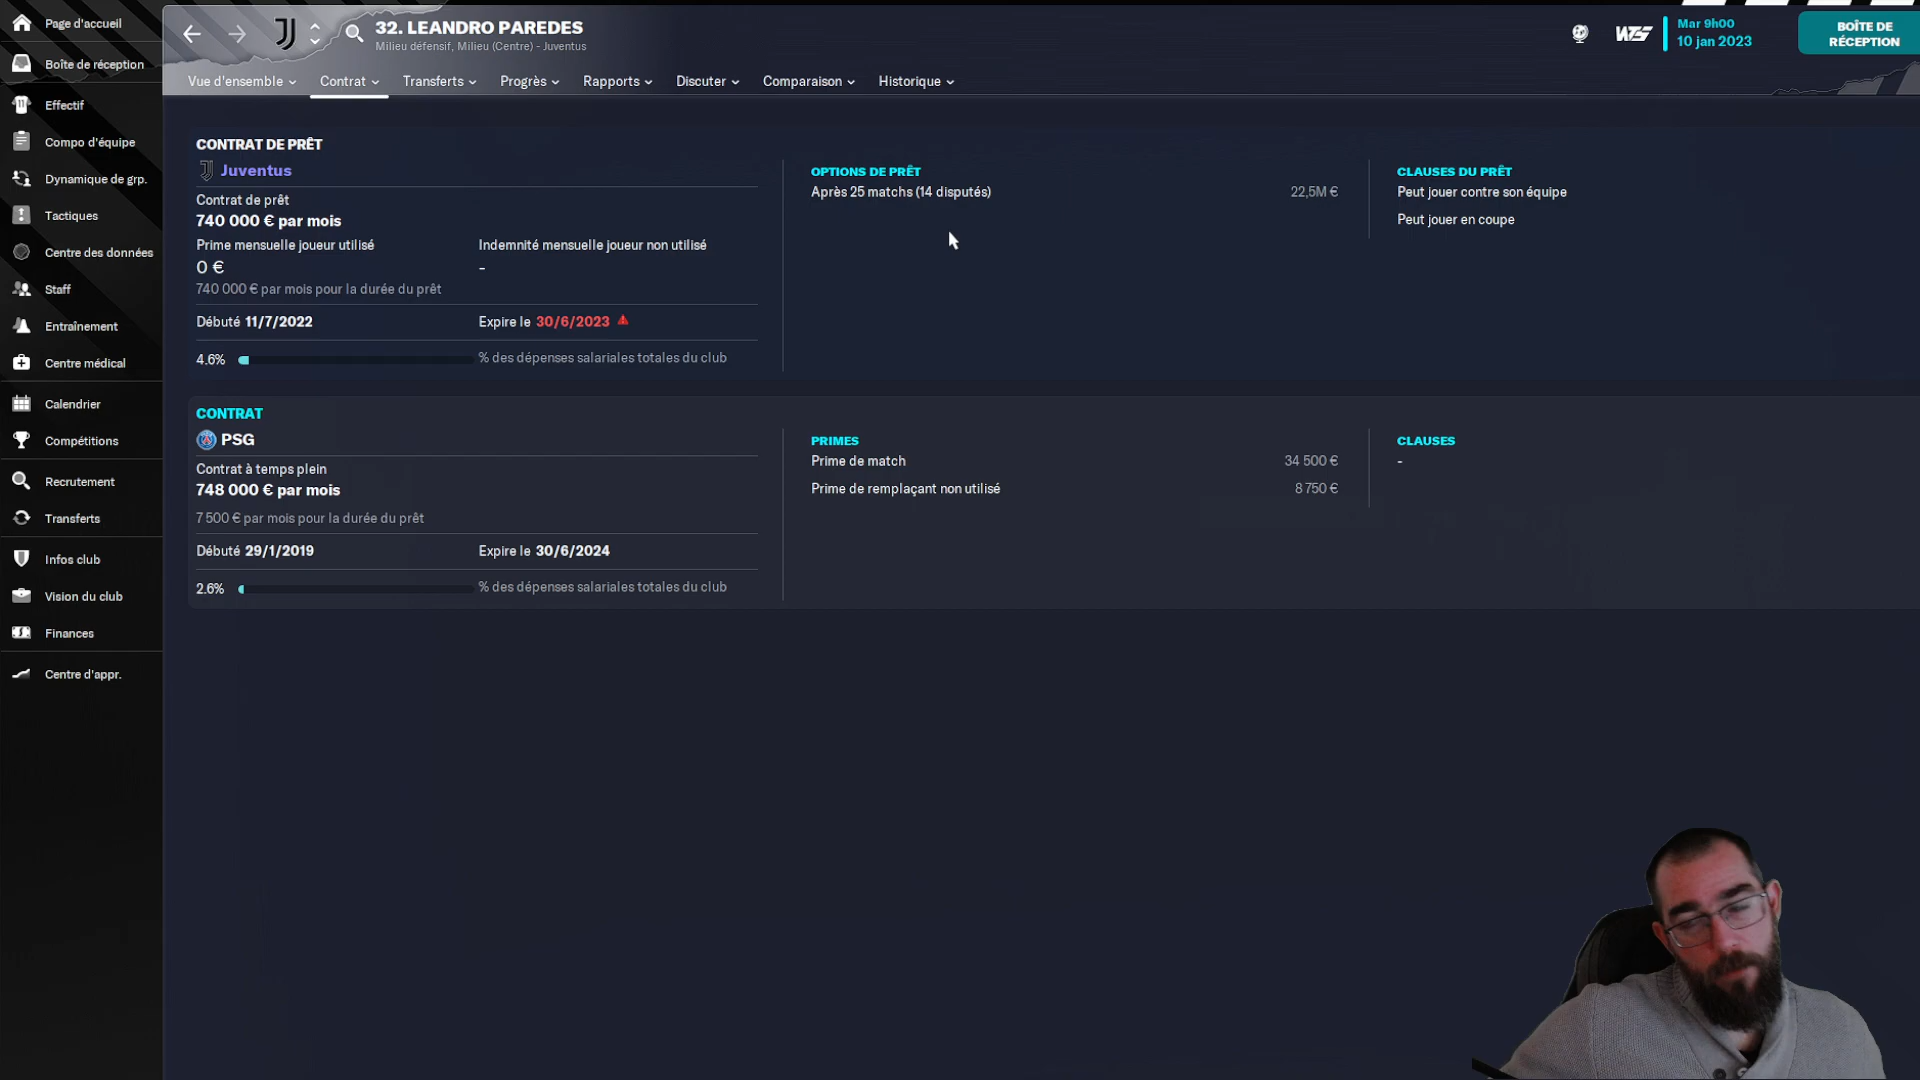 Page d'accueil
Boîte de réception
Effectif
Compo d'équipe
Dynamique de grp.
Tactiques
Centre des données
Staff
Entraînement
Centre médical
Calendrier
Compétitions
Recrutement
Transferts
Infos club
Vision du club
Finances
Centre d'appr.
32. LEANDRO PAREDES
Milieu défensif, Milieu (Centre) - Juventus
WTS
Mar 9h00
10 jan 2023
BOÎTE DE
RÉCEPTION
Vue d'ensemble
Contrat
Transferts
Progrès
Rapports
Discuter
Comparaison
Historique
CONTRAT DE PRÊT
Juventus
Contrat de prêt
740 000 € par mois
Prime mensuelle joueur utilisé
Indemnité mensuelle joueur non utilisé
0 €
-
740 000 € par mois pour la durée du prêt
Débuté 11/7/2022
Expire le 30/6/2023
4.6%
% des dépenses salariales totales du club
OPTIONS DE PRÊT
Après 25 matchs (14 disputés)
22,5M €
CLAUSES DU PRÊT
Peut jouer contre son équipe
Peut jouer en coupe
CONTRAT
PSG
Contrat à temps plein
748 000 € par mois
7 500 € par mois pour la durée du prêt
Débuté 29/1/2019
Expire le 30/6/2024
2.6%
% des dépenses salariales totales du club
PRIMES
Prime de match
34 500 €
Prime de remplaçant non utilisé
8 750 €
CLAUSES
-